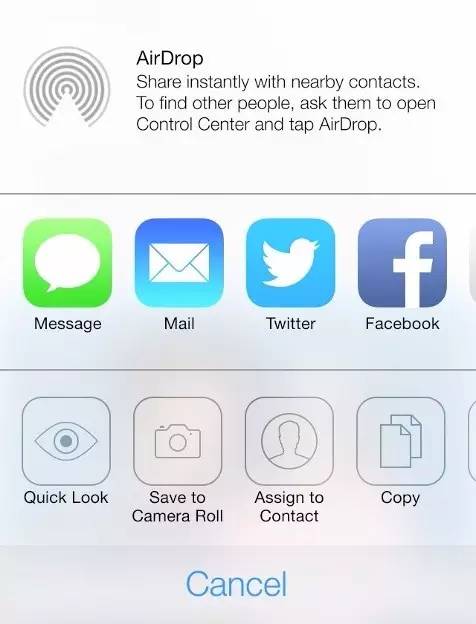 AirDrop
Share instantly with nearby contacts.
To find other people, ask them to open
Control Center and tap AirDrop.
Message
Mail
Twitter
Facebook
Quick Look
Save to
Camera Roll
Assign to
Contact
Copy
Cancel